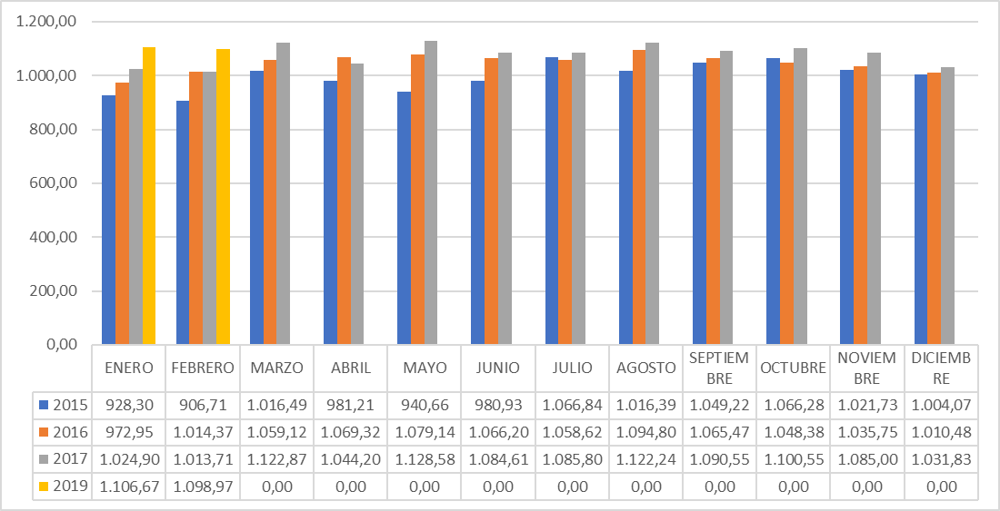 1.200,00
1.000,00
800,00
600,00
400,00
200,00
0,00
ENERO FEBRERO MARZO ABRIL MAYO JUNIO JULIO AGOSTO SEPTIEM OCTUBRE NOVIEM DICIEMB
BRE BRE RE
2015 928,30 906,71 1.016,49 981,21 940,66 980,93 1.066,84 1.016,39 1.049,22 1.066,28 1.021,73 1.004,07
2016 972,95 1.014,37 1.059,12 1.069,32 1.079,14 1.066,20 1.058,62 1.094,80 1.065,47 1.048,38 1.035,75 1.010,48
2017 1.024,90 1.013,71 1.122,87 1.044,20 1.128,58 1.084,61 1.085,80 1.122,24 1.090,55 1.100,55 1.085,00 1.031,83
2019 1.106,67 1.098,97 0,00 0,00 0,00 0,00 0,00 0,00 0,00 0,00 0,00 0,00